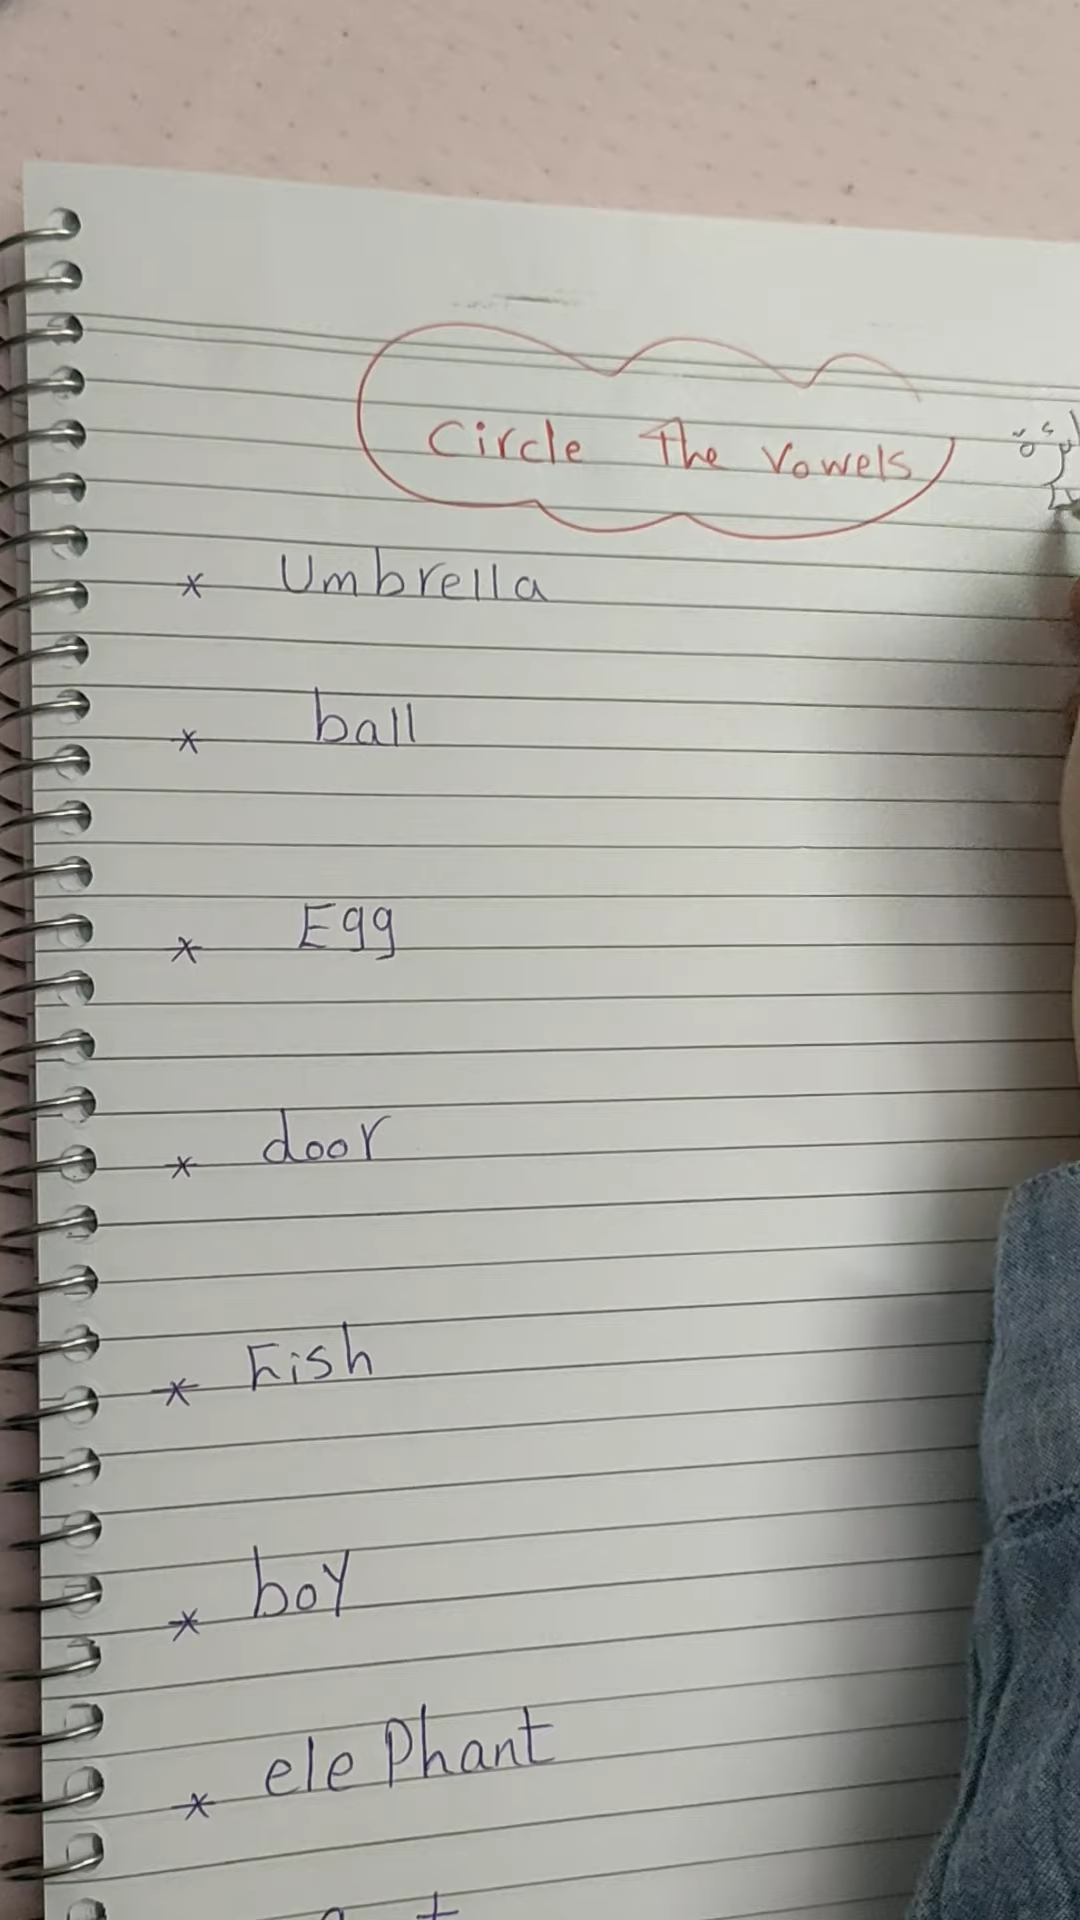 Circle The Vowels
* Umbrella
* ball
* Egg
* door
* Fish
* boy
* elePhant